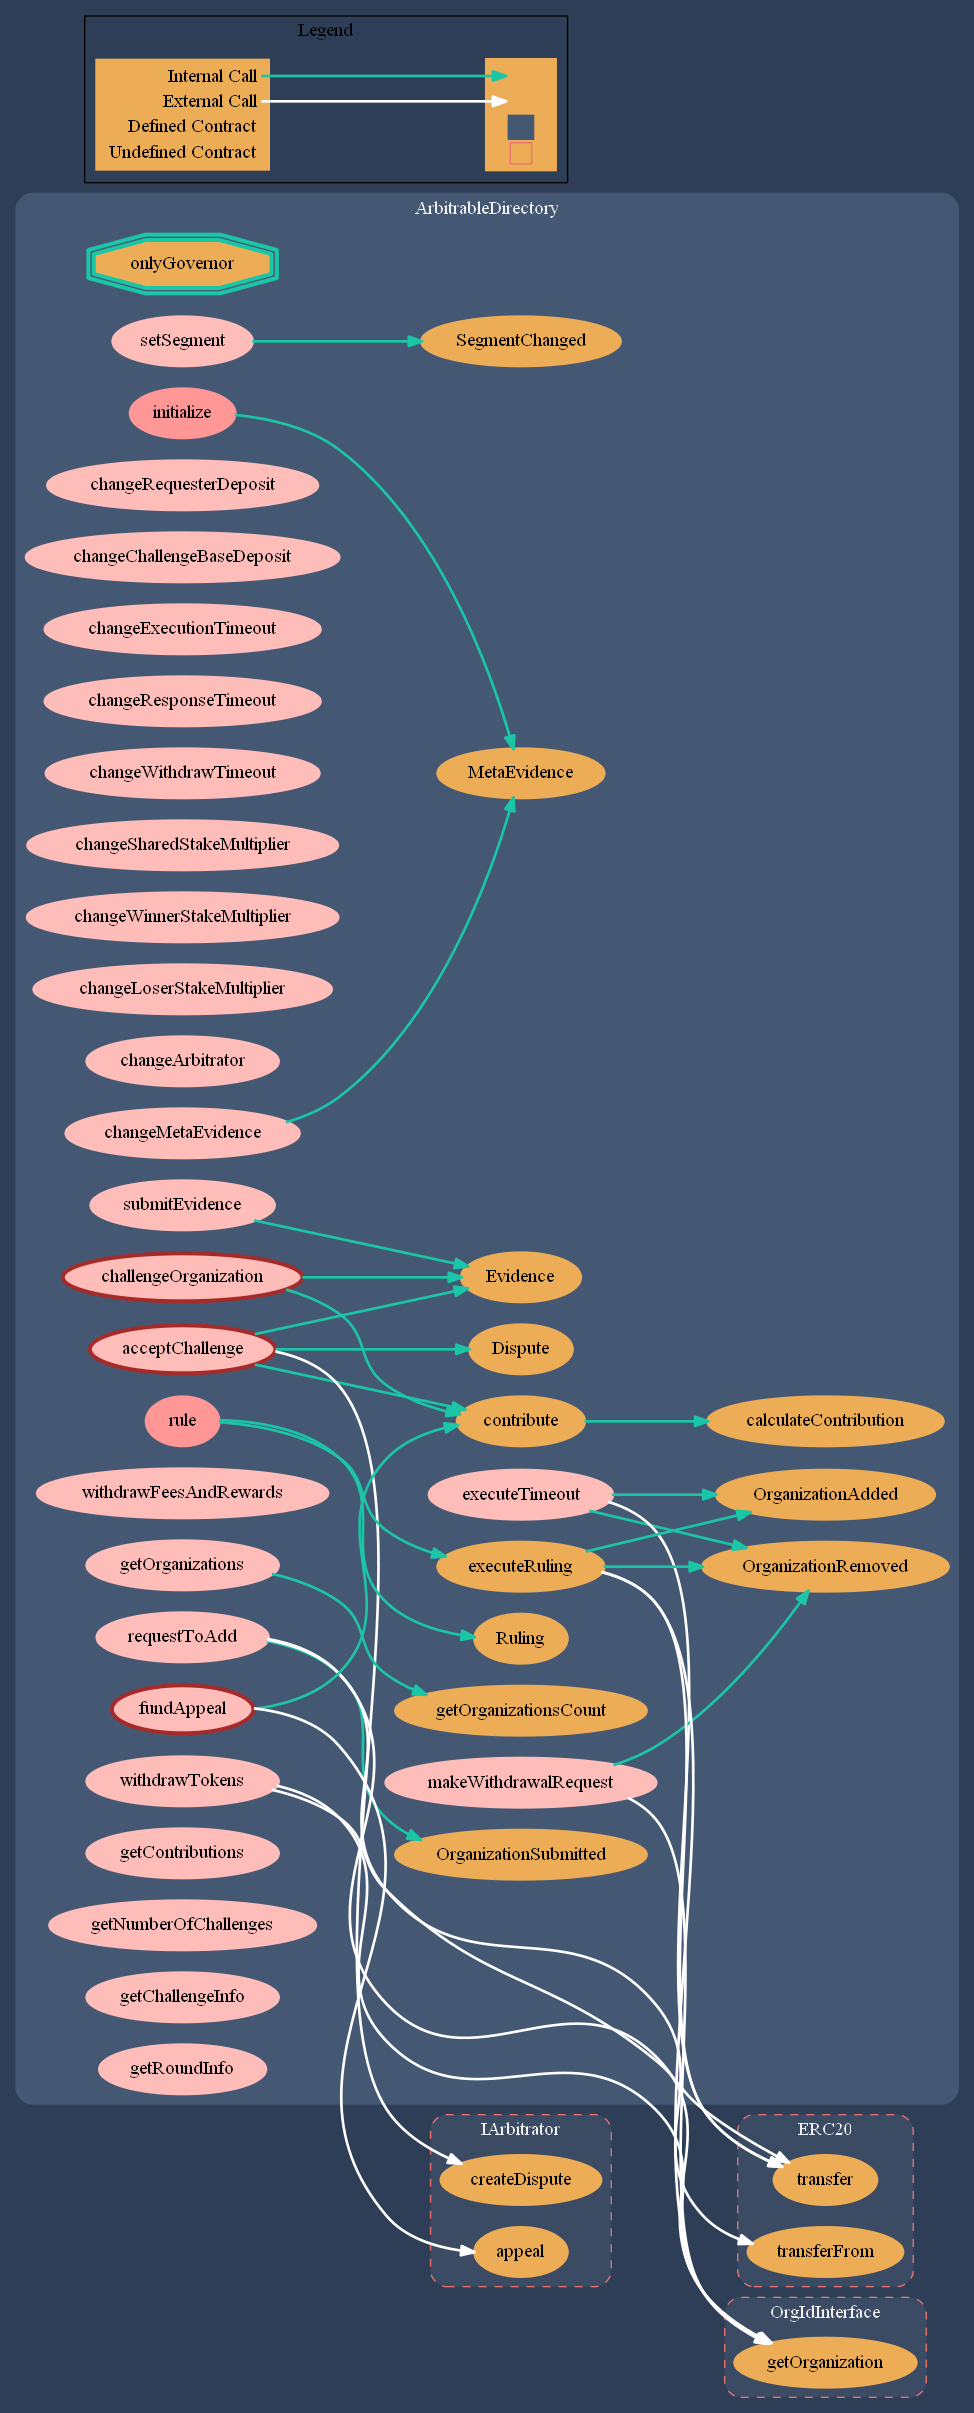 Legend
Internal Call
External Call
Defined Contract
Undefined Contract
ArbitrableDirectory
onlyGovernor
setSegment
SegmentChanged
initialize
changeRequesterDeposit
changeChallengeBaseDeposit
changeExecutionTimeout
changeResponseTimeout
changeWithdrawTimeout
MetaEvidence
changeSharedStakeMultiplier
changeWinnerStakeMultiplier
changeLoserStakeMultiplier
changeArbitrator
changeMetaEvidence
submitEvidence
challengeOrganization
Evidence
acceptChallenge
Dispute
rule
contribute
calculateContribution
withdrawFeesAndRewards
executeTimeout
OrganizationAdded
getOrganizations
executeRuling
OrganizationRemoved
requestToAdd
Ruling
fundAppeal
getOrganizationsCount
withdrawTokens
makeWithdrawalRequest
getContributions
OrganizationSubmitted
getNumberOfChallenges
getChallengeInfo
getRoundInfo
IArbitrator
createDispute
appeal
ERC20
transfer
transferFrom
OrgIdInterface
getOrganization